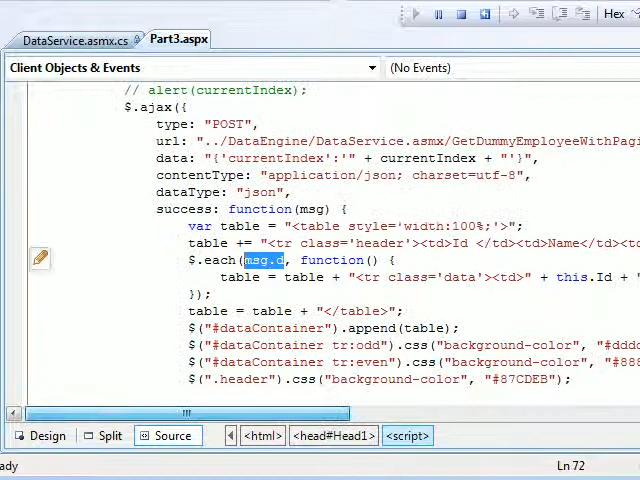 Hex
DataService.asmx.cs Part3.aspx
Client Objects & Events (No Events)
// alert(currentIndex);
$.ajax({
type: "POST",
url: "../DataEngine/DataService.asmx/GetDummyEmployeeWithPagi
data: "{'currentIndex':'" + currentIndex + "'}",
contentType: "application/json; charset=utf-8",
dataType: "json",
success: function(msg) {
var table = "<table style='width:100%;'>";
table += "<tr class='header'><td>Id </td><td>Name</td><td
$.each(msg.d, function() {
table = table + "<tr class='data'><td>" + this.Id + "
});
table = table + "</table>";
$("#dataContainer").append(table);
$("#dataContainer tr:odd").css("background-color", "#dddd
$("#dataContainer tr:even").css("background-color", "#888
$(".header").css("background-color", "#87CDEB");
Design Split Source <html> <head#Head1> <script>
ady Ln 72